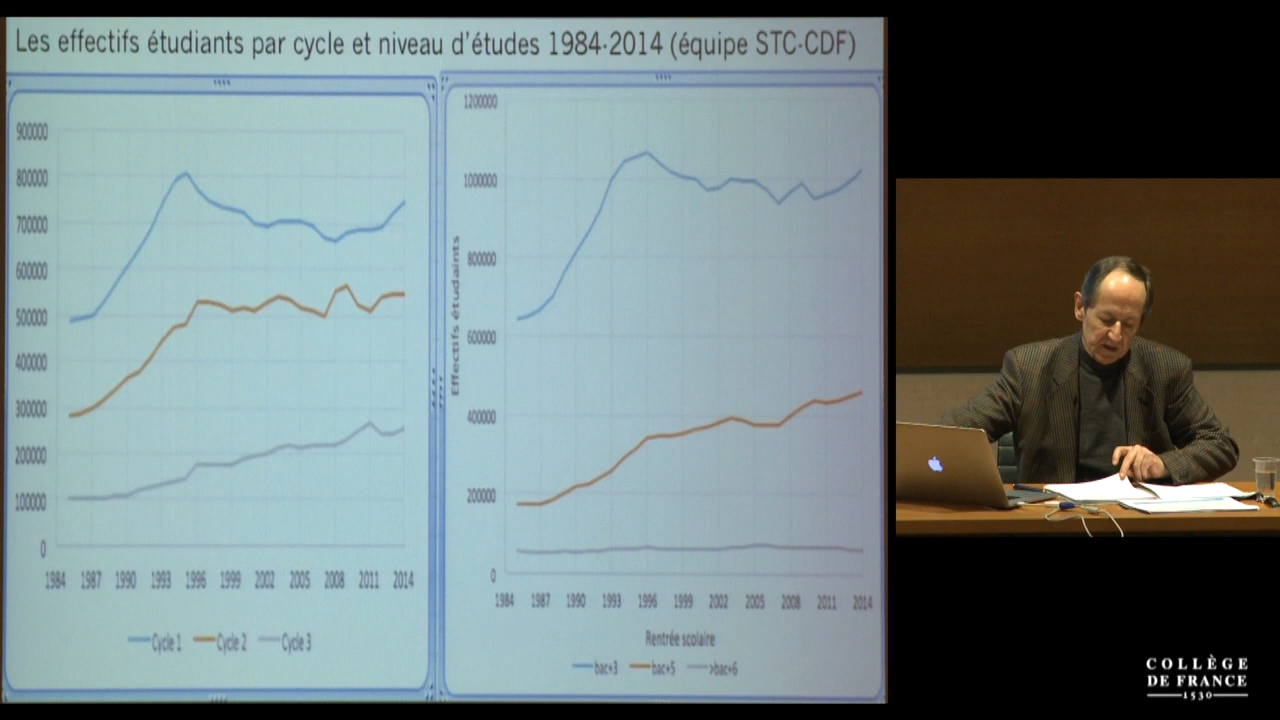 Les effectifs étudiants par cycle et niveau d'études 1984-2014 (équipe STC-CDF)
900000
800000
700000
600000
500000
400000
300000
200000
100000
0
1984 1987 1990 1993 1996 1999 2002 2005 2008 2011 2014
Cycle 1 Cycle 2 Cycle 3
Effectifs étudaints
1200000
1000000
800000
600000
400000
200000
0
1984 1987 1990 1993 1996 1999 2002 2005 2008 2011 2014
Rentrée scolaire
bac+3 bac+5 >bac+6
COLLÈGE
DE FRANCE
1530